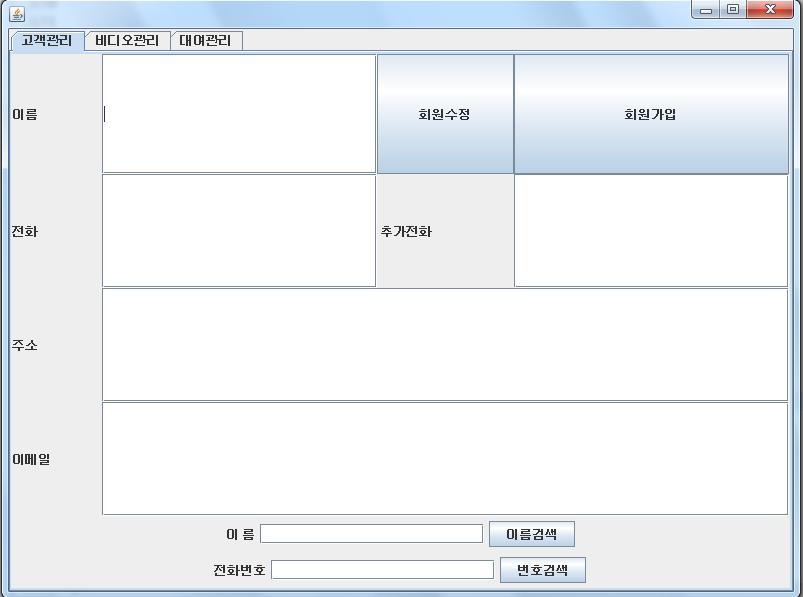 고객관리 비디오관리 대여관리
이름 회원수정 회원가입
전화 추가전화
주소
이메일
이 름 이름검색
전화번호 번호검색